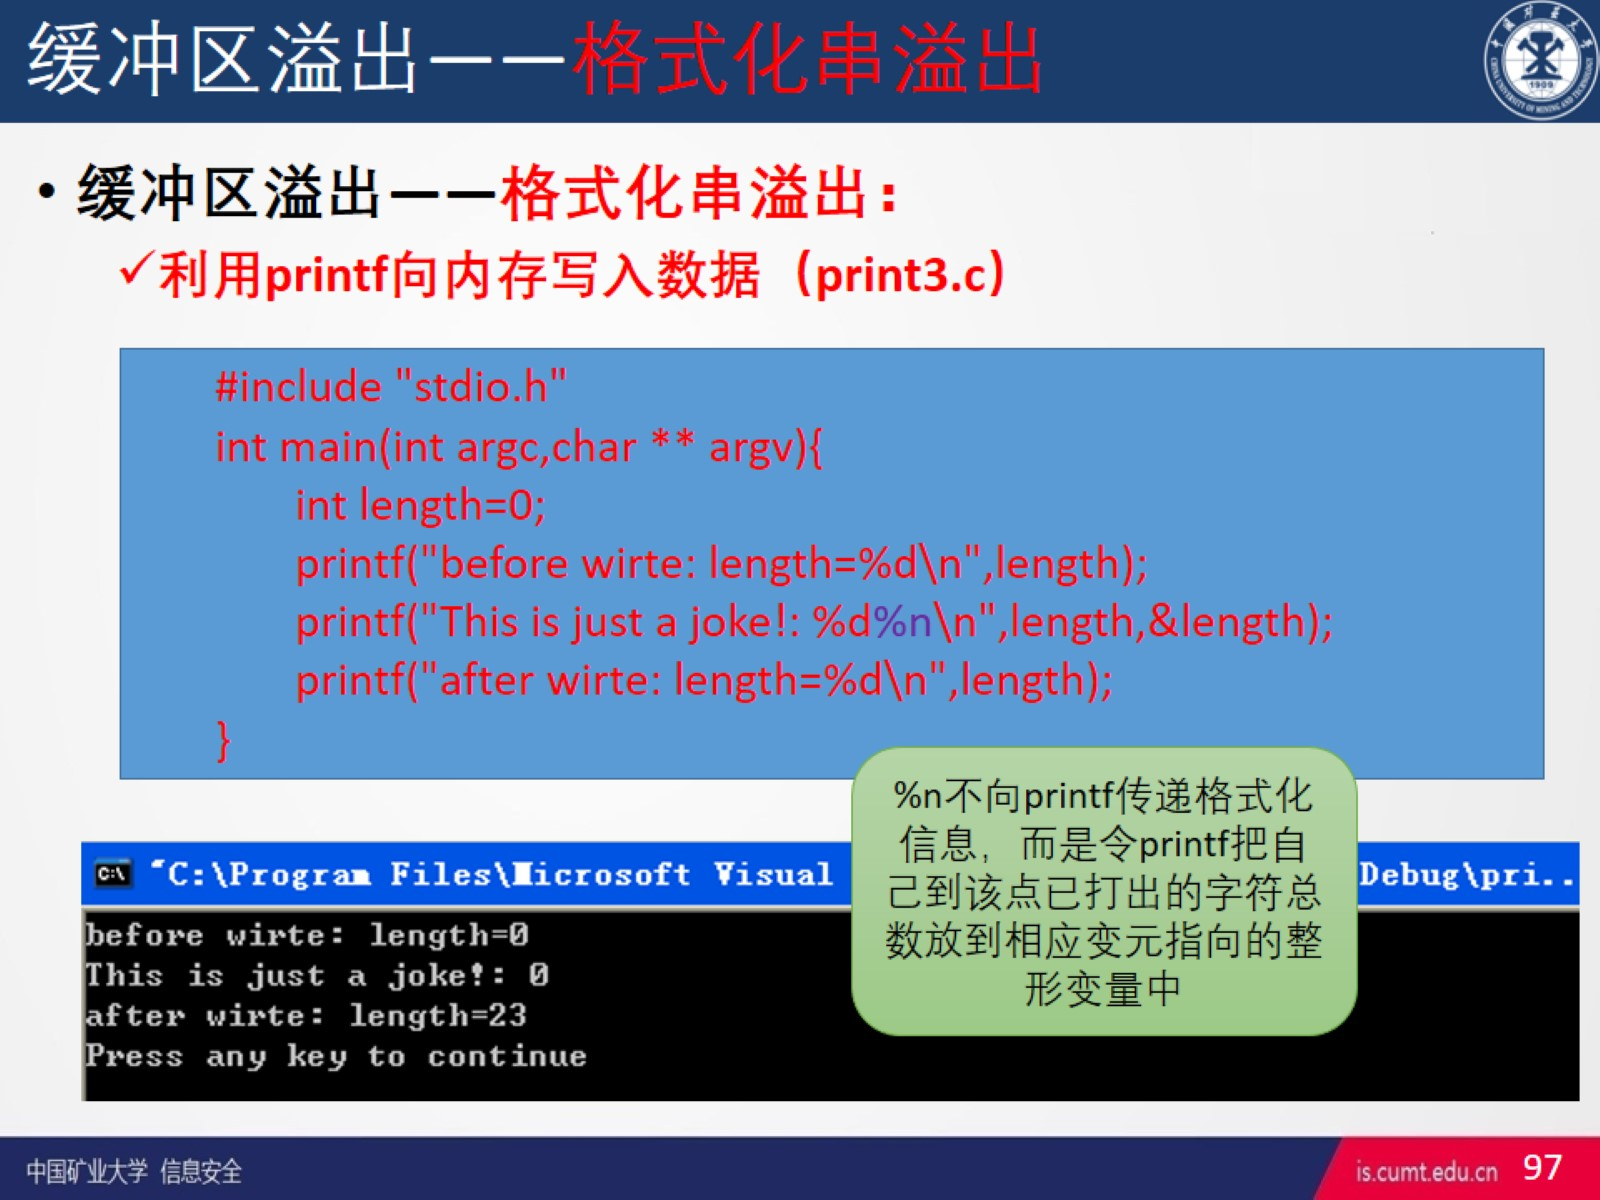 缓冲区溢出——格式化串溢出
• 缓冲区溢出——格式化串溢出：
✓利用printf向内存写入数据（print3.c）
#include "stdio.h"
int main(int argc,char ** argv){
int length=0;
printf("before wirte: length=%d\n",length);
printf("This is just a joke!: %d%n\n",length,&length);
printf("after wirte: length=%d\n",length);
}
%n不向printf传递格式化
信息，而是令printf把自
己到该点已打出的字符总
数放到相应变元指向的整
形变量中
"C:\Program Files\Microsoft Visual
Debug\pri..
before wirte: length=0
This is just a joke!: 0
after wirte: length=23
Press any key to continue
中国矿业大学 信息安全
is.cumt.edu.cn 97
1909
CHINA UNIVERSITY OF MINING AND TECHNOLOGY